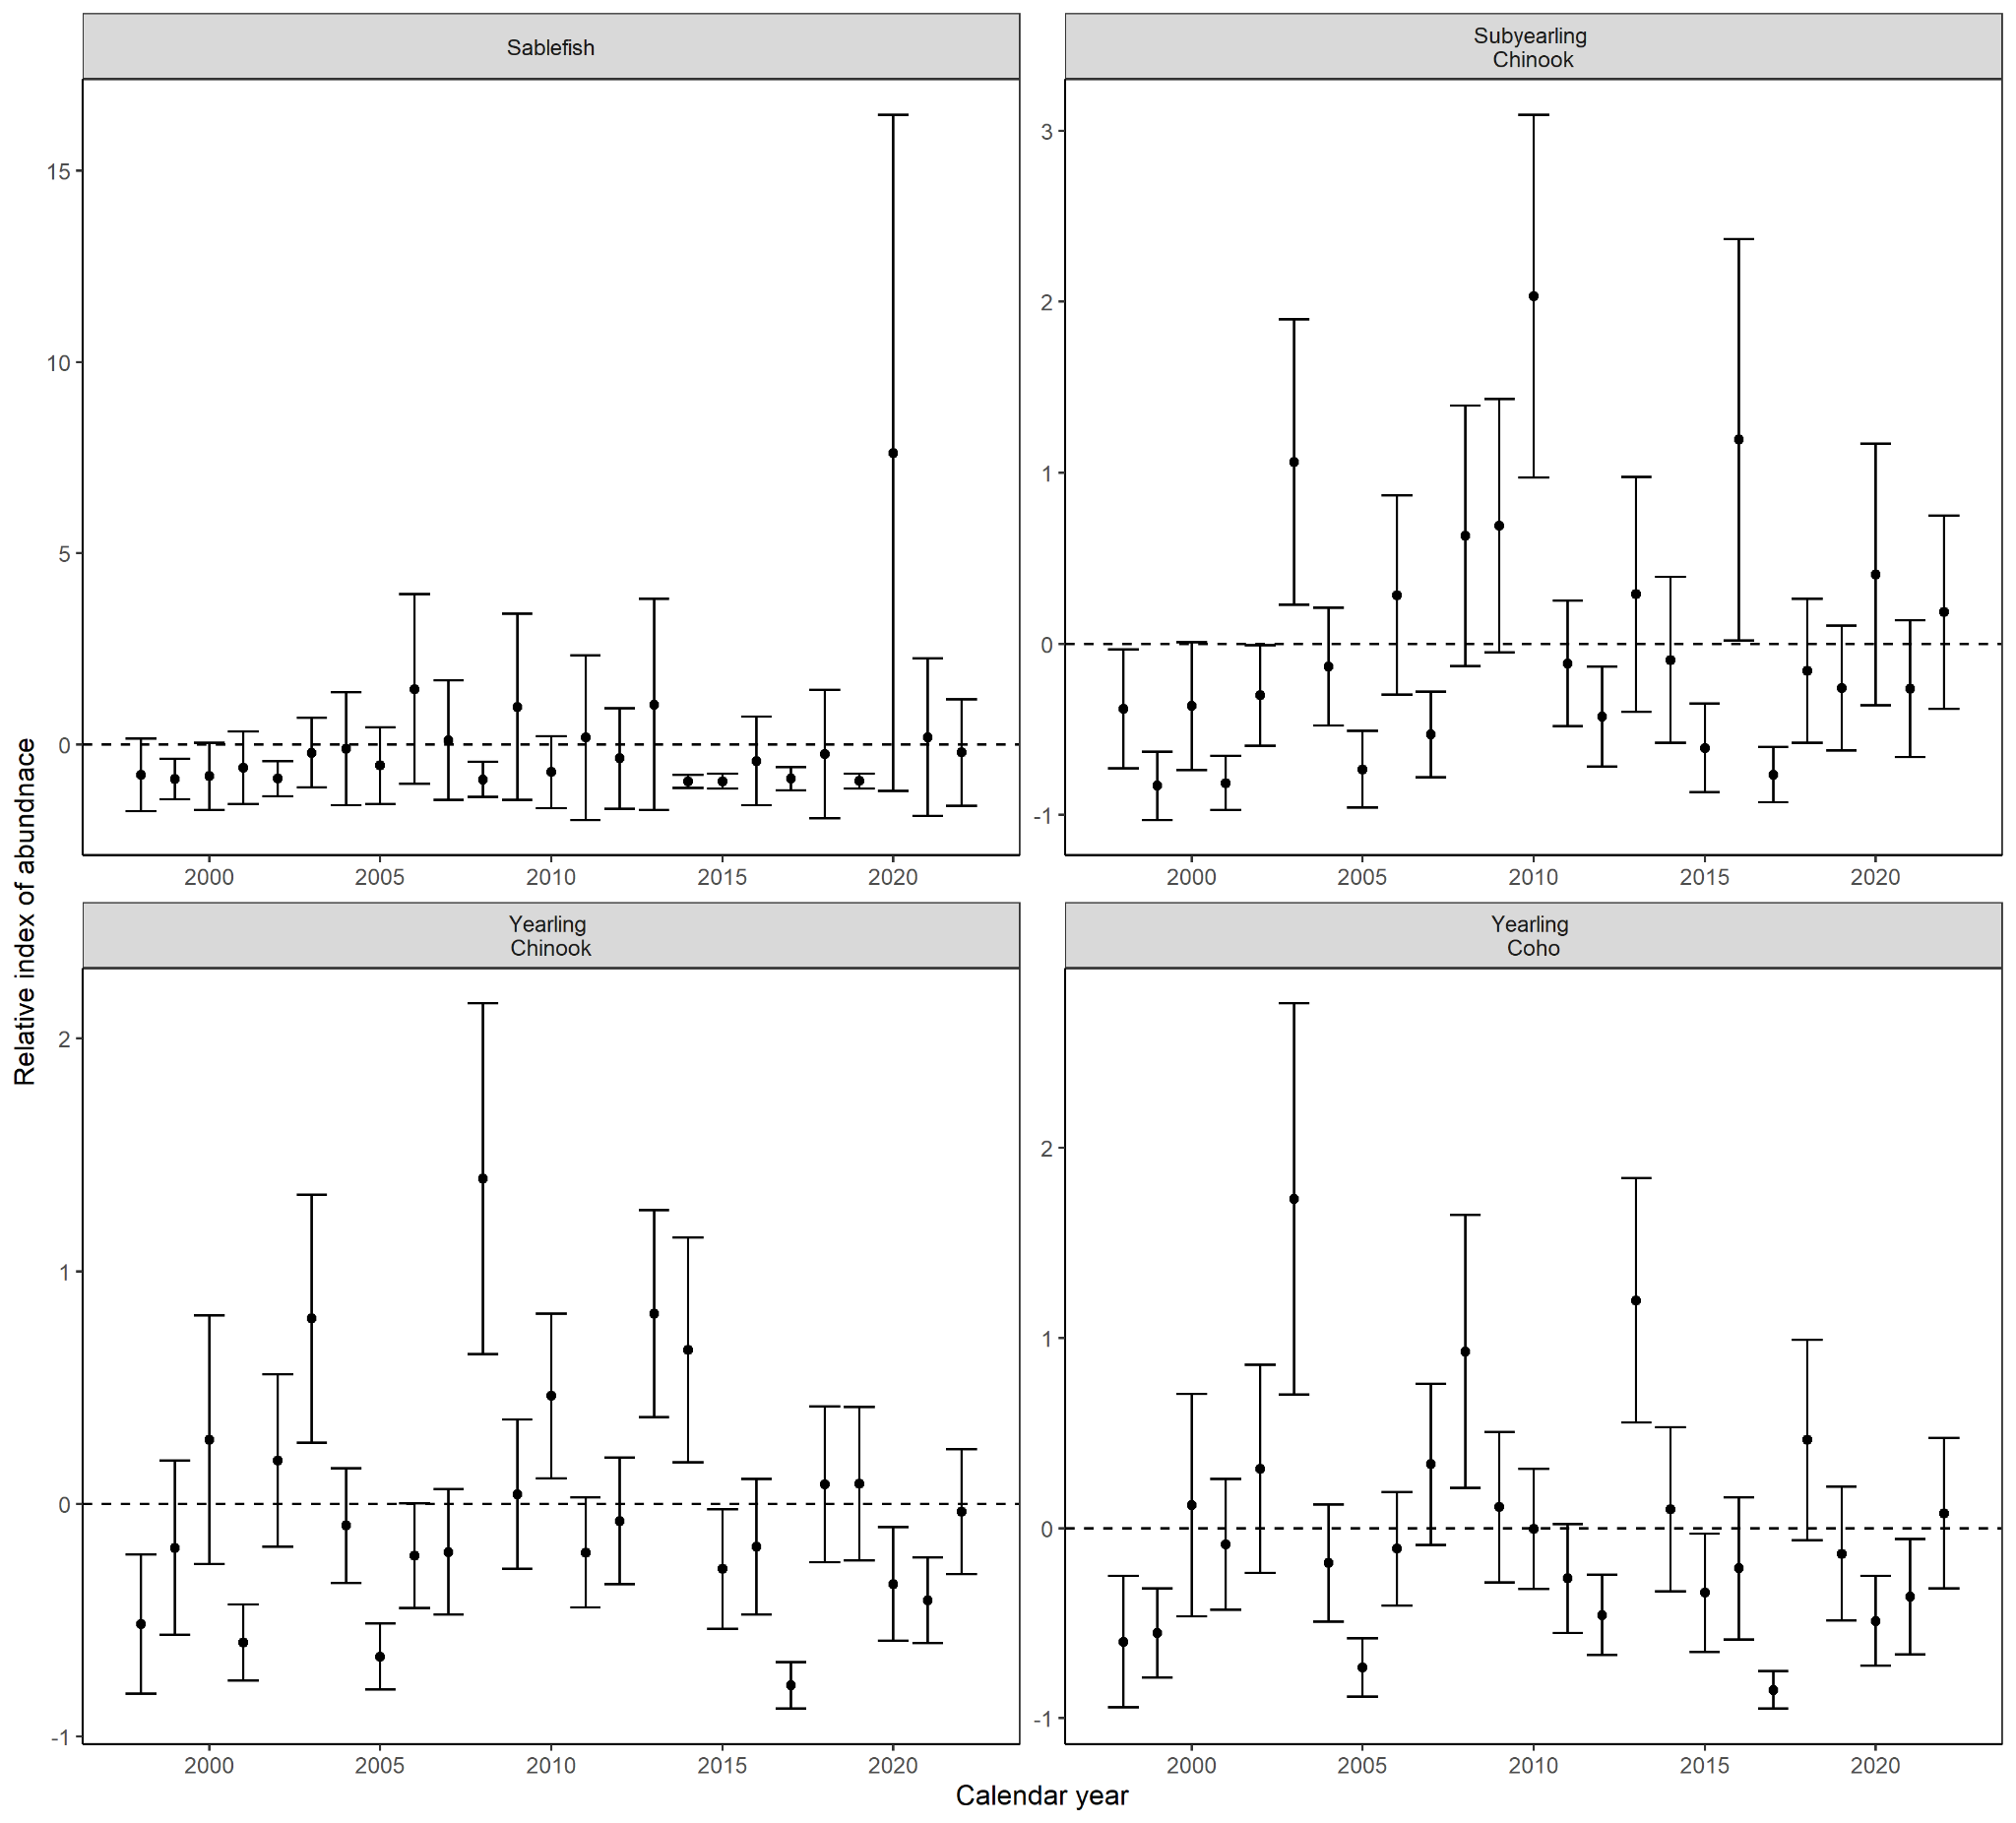 Sablefish
Subyearling
Chinook
15
10
5
0
3
2
1
0
-1
2000 2005 2010 2015 2020
2000 2005 2010 2015 2020
Relative index of abundnace
Yearling
Chinook
Yearling
Coho
2
1
0
-1
2
1
0
-1
2000 2005 2010 2015 2020
2000 2005 2010 2015 2020
Calendar year